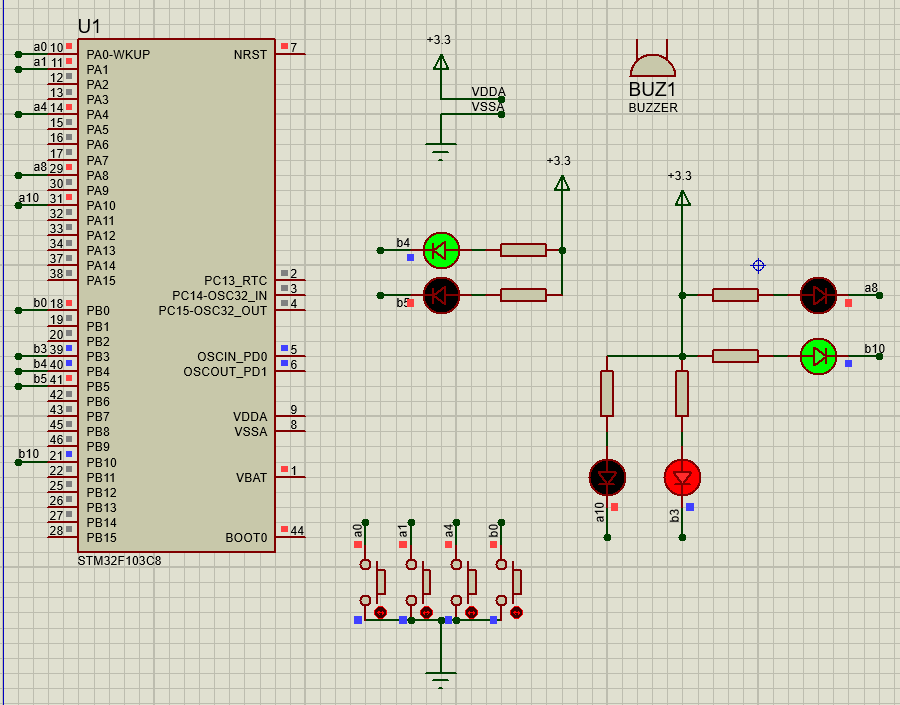 U1
a0 10 PA0-WKUP NRST 7
a1 11 PA1
12 PA2
13 PA3
a4 14 PA4
15 PA5
16 PA6
17 PA7
a8 29 PA8
30 PA9
a10 31 PA10
32 PA11
33 PA12
34 PA13
37 PA14
38 PA15 PC13_RTC 2
PC14-OSC32_IN 3
b0 18 PB0 PC15-OSC32_OUT 4
19 PB1
20 PB2
b3 39 PB3 OSCIN_PD0 5
b4 40 PB4 OSCOUT_PD1 6
b5 41 PB5
42 PB6
43 PB7 VDDA 9
45 PB8 VSSA 8
46 PB9
b10 21 PB10
22 PB11 VBAT 1
25 PB12
26 PB13
27 PB14
28 PB15 BOOT0 44
STM32F103C8
+3.3
VDDA
VSSA
BUZ1
BUZZER
+3.3
b4
b5
+3.3
a8
b10
a10
b3
a0
a1
a4
b0